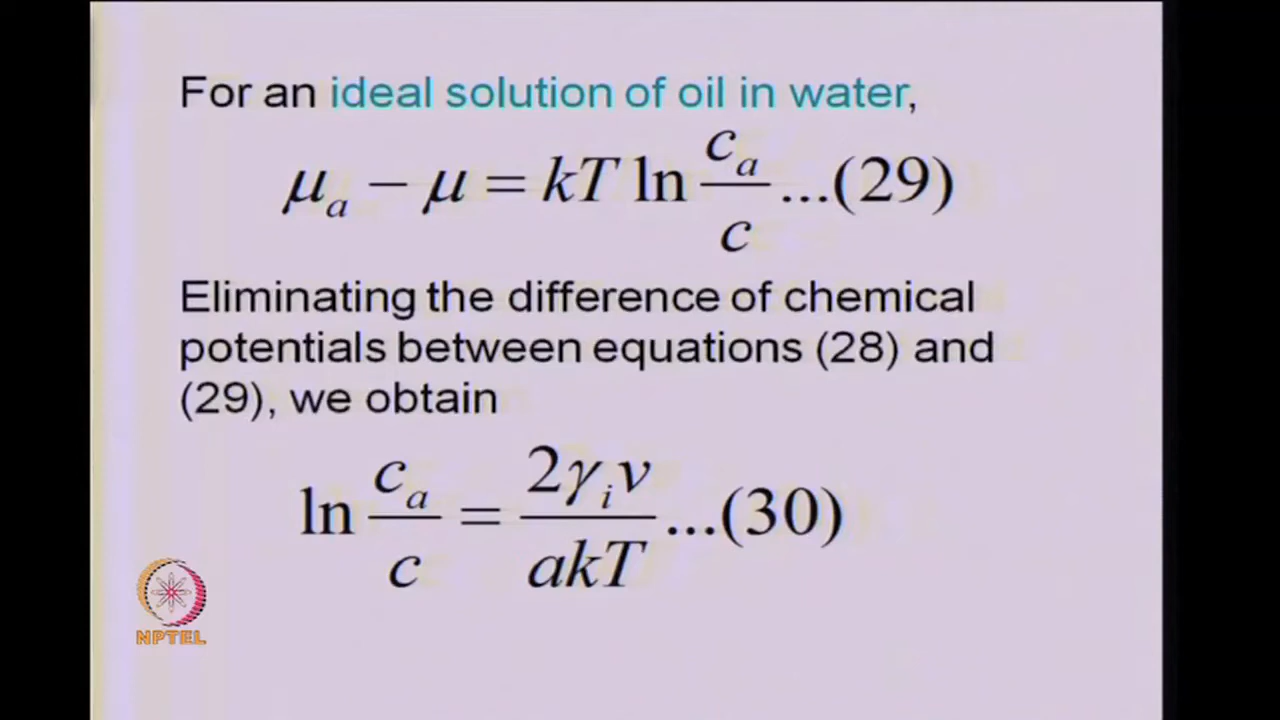 For an ideal solution of oil in water,
μₐ − μ = kT ln cₐ/c ...(29)
Eliminating the difference of chemical
potentials between equations (28) and
(29), we obtain
ln cₐ/c = 2γᵢv/akT ...(30)
NPTEL